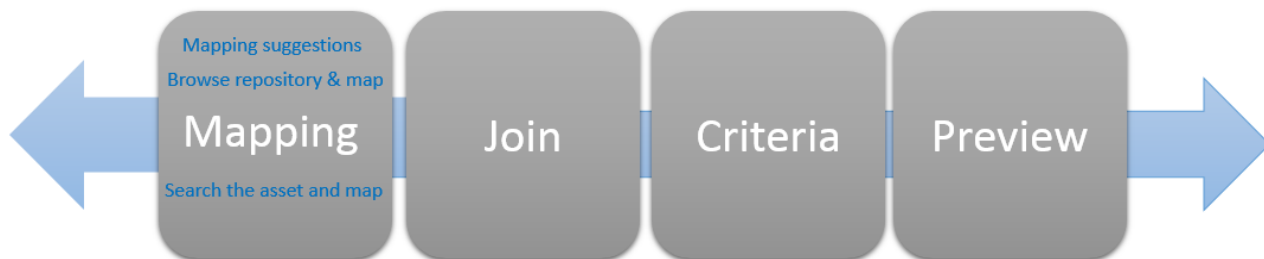 Mapping suggestions
Browse repository & map
Mapping
Search the asset and map
Join
Criteria
Preview